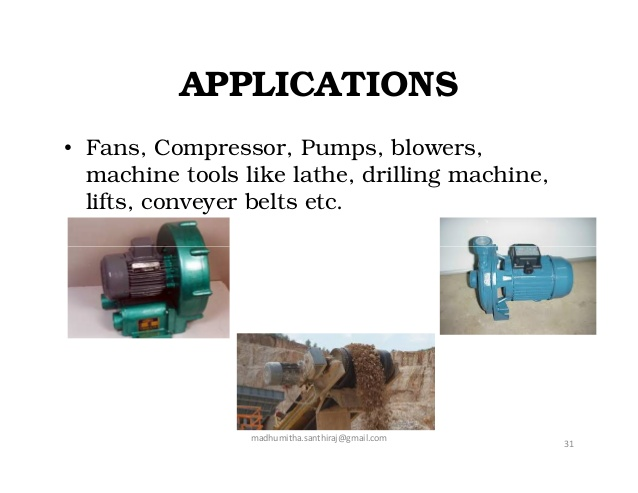 APPLICATIONS
• Fans, Compressor, Pumps, blowers,
machine tools like lathe, drilling machine,
lifts, conveyer belts etc.
madhumitha.santhiraj@gmail.com
31